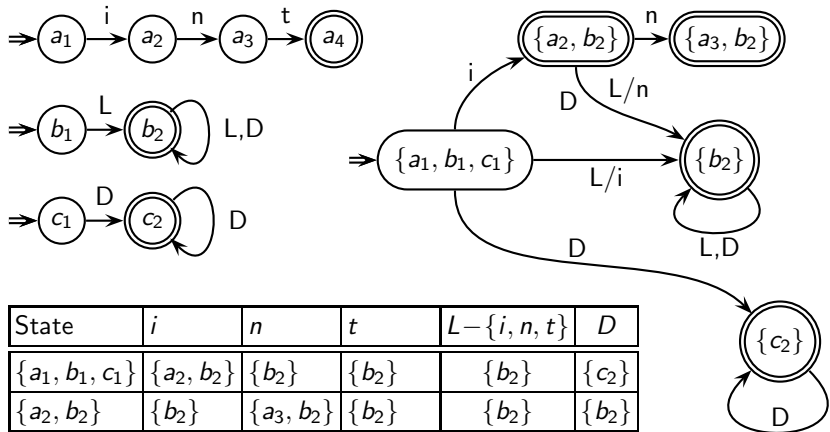 a₁ i a₂ n a₃ t a₄
b₁ L b₂ L,D
c₁ D c₂ D
{a₂, b₂} n {a₃, b₂}
i D L/n
{a₁, b₁, c₁} L/i {b₂}
L,D
D
{c₂}
D
State i n t L−{i, n, t} D
{a₁, b₁, c₁} {a₂, b₂} {b₂} {b₂} {b₂} {c₂}
{a₂, b₂} {b₂} {a₃, b₂} {b₂} {b₂} {b₂}